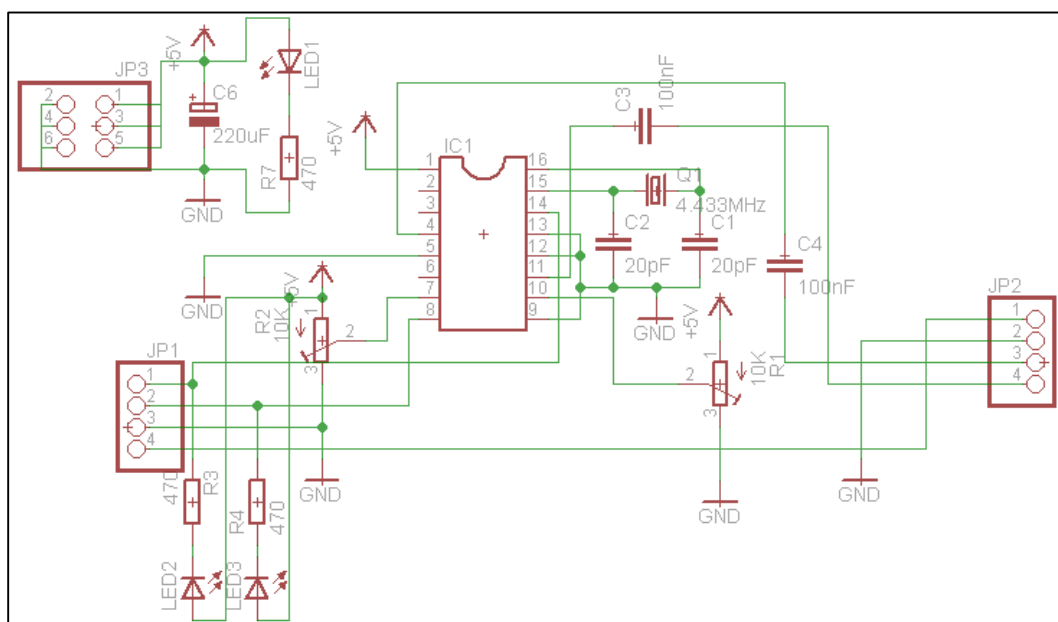 +5V
LED1
JP3
2
1
4
3
6
5
C6
+
220uF
R7
470
GND
GND
+5V
IC1
1
16
2
15
3
14
4
13
5
12
6
11
7
10
8
9
C3
100nF
Q1
4.433MHz
C2
20pF
C1
20pF
C4
100nF
GND
GND
+5V
R2
10K
1
2
3
+5V
1
2
3
10K
R1
GND
JP2
1
2
3
4
GND
JP1
1
2
3
4
GND
470
R3
R4
470
LED2
LED3